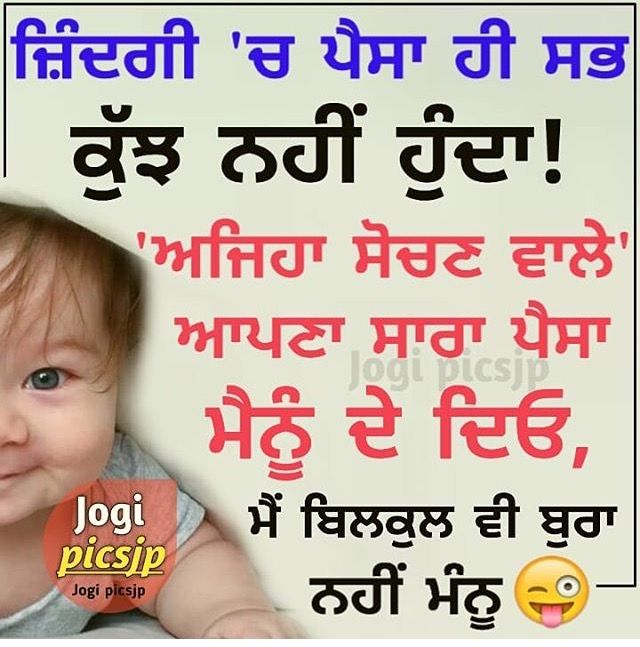 ਜ਼ਿੰਦਗੀ 'ਚ ਪੈਸਾ ਹੀ ਸਭ
ਕੁੱਝ ਨਹੀਂ ਹੁੰਦਾ!
'ਅਜਿਹਾ ਸੋਚਣ ਵਾਲੇ'
ਆਪਣਾ ਸਾਰਾ ਪੈਸਾ
Jogi picsjp
ਮੈਨੂੰ ਦੇ ਦਿਓ,
ਮੈਂ ਬਿਲਕੁਲ ਵੀ ਬੁਰਾ
ਨਹੀਂ ਮੰਨੂ 😜
Jogi
picsjp
Jogi picsjp